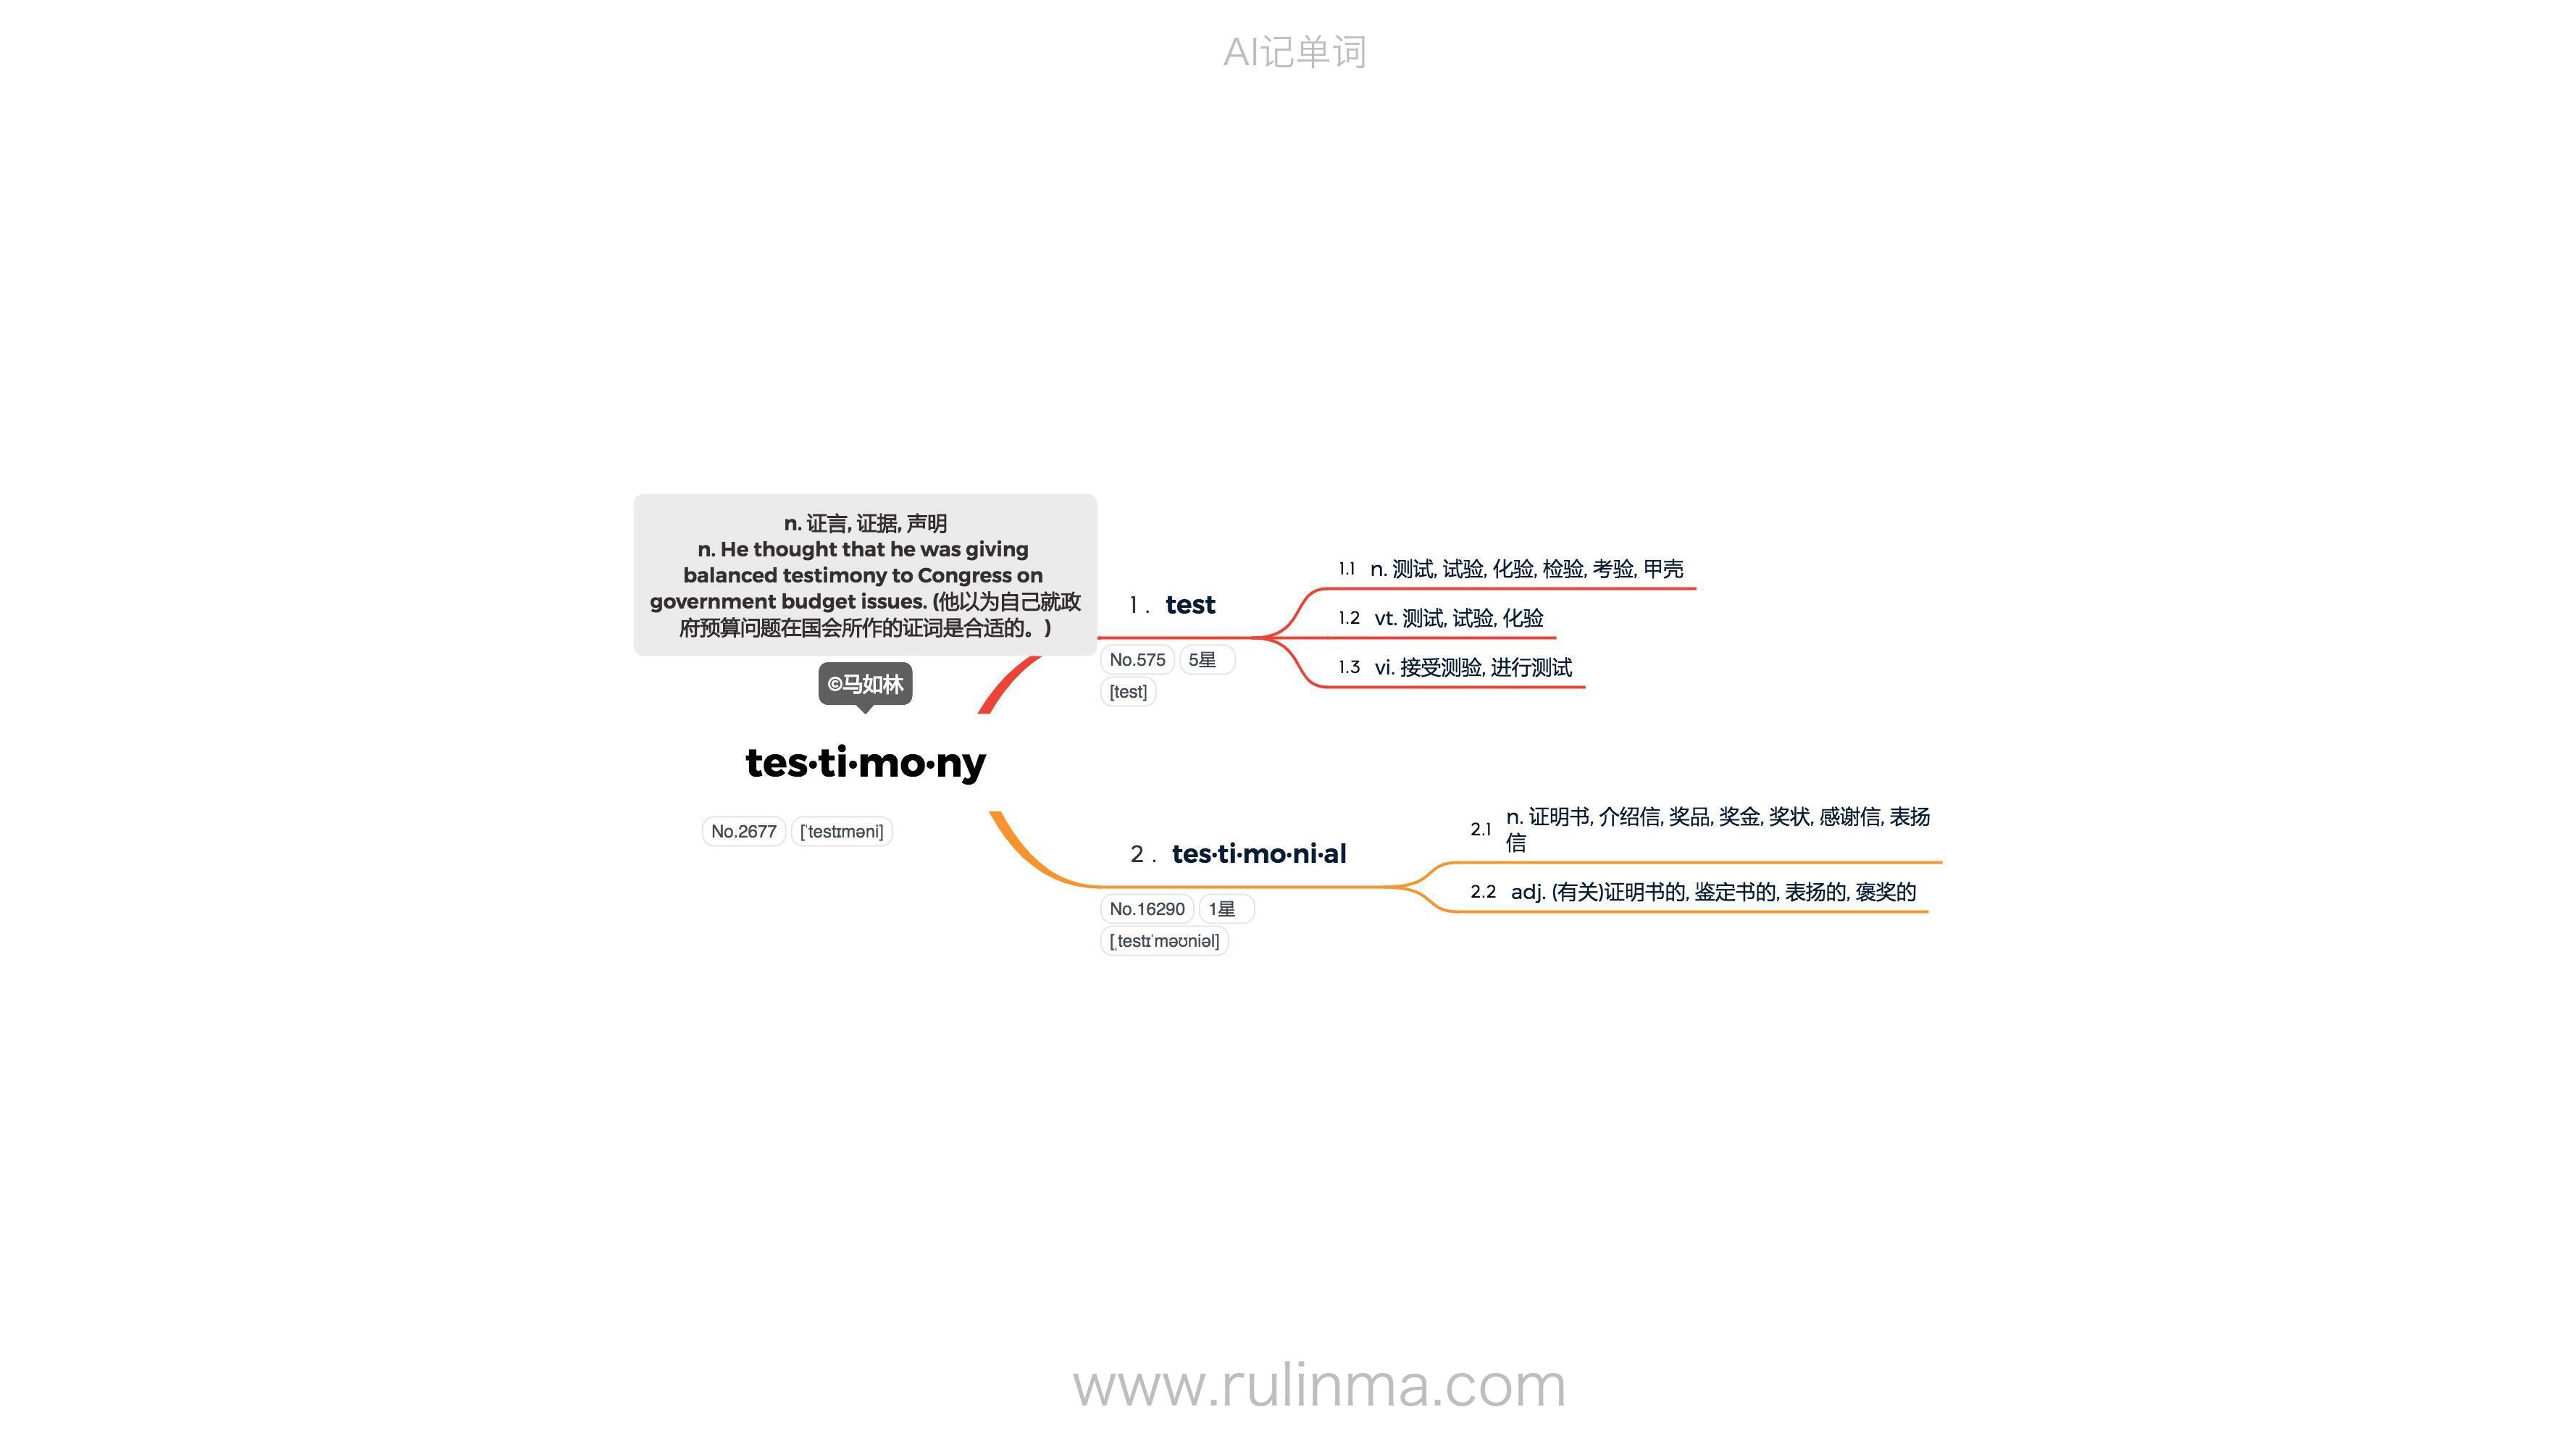 AI记单词
n. 证言, 证据, 声明
n. He thought that he was giving
balanced testimony to Congress on
government budget issues. (他以为自己就政
府预算问题在国会所作的证词是合适的。)
©马如林
tes·ti·mo·ny
No.2677 [ˈtestɪməni]
1. test
No.575 5星
[test]
1.1 n. 测试, 试验, 化验, 检验, 考验, 甲壳
1.2 vt. 测试, 试验, 化验
1.3 vi. 接受测验, 进行测试
2. tes·ti·mo·ni·al
No.16290 1星
[ˌtestɪˈməʊniəl]
2.1 n. 证明书, 介绍信, 奖品, 奖金, 奖状, 感谢信, 表扬
信
2.2 adj. (有关)证明书的, 鉴定书的, 表扬的, 褒奖的
www.rulinma.com